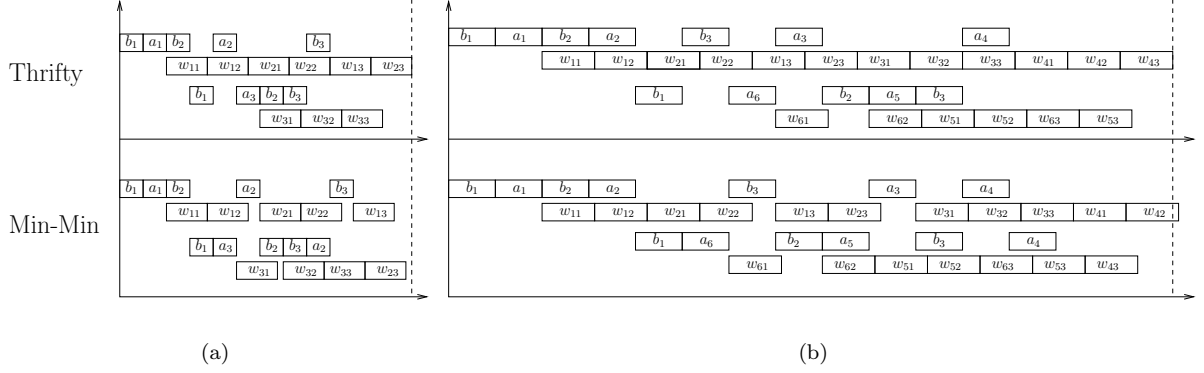 b₁ a₁ b₂ a₂ b₃
b₁ a₁ b₂ a₂ b₃ a₃ a₄
Thrifty
w₁₁ w₁₂ w₂₁ w₂₂ w₁₃ w₂₃
w₁₁ w₁₂ w₂₁ w₂₂ w₁₃ w₂₃ w₃₁ w₃₂ w₃₃ w₄₁ w₄₂ w₄₃
b₁ a₃ b₂ b₃
b₁ a₆ b₂ a₅ b₃
w₃₁ w₃₂ w₃₃
w₆₁ w₆₂ w₅₁ w₅₂ w₆₃ w₅₃
b₁ a₁ b₂ a₂ b₃
b₁ a₁ b₂ a₂ b₃ a₃ a₄
Min-Min
w₁₁ w₁₂ w₂₁ w₂₂ w₁₃
w₁₁ w₁₂ w₂₁ w₂₂ w₁₃ w₂₃ w₃₁ w₃₂ w₃₃ w₄₁ w₄₂
b₁ a₃ b₂ b₃ a₂
b₁ a₆ b₂ a₅ b₃ a₄
w₃₁ w₃₂ w₃₃ w₂₃
w₆₁ w₆₂ w₅₁ w₅₂ w₆₃ w₅₃ w₄₃
(a)
(b)